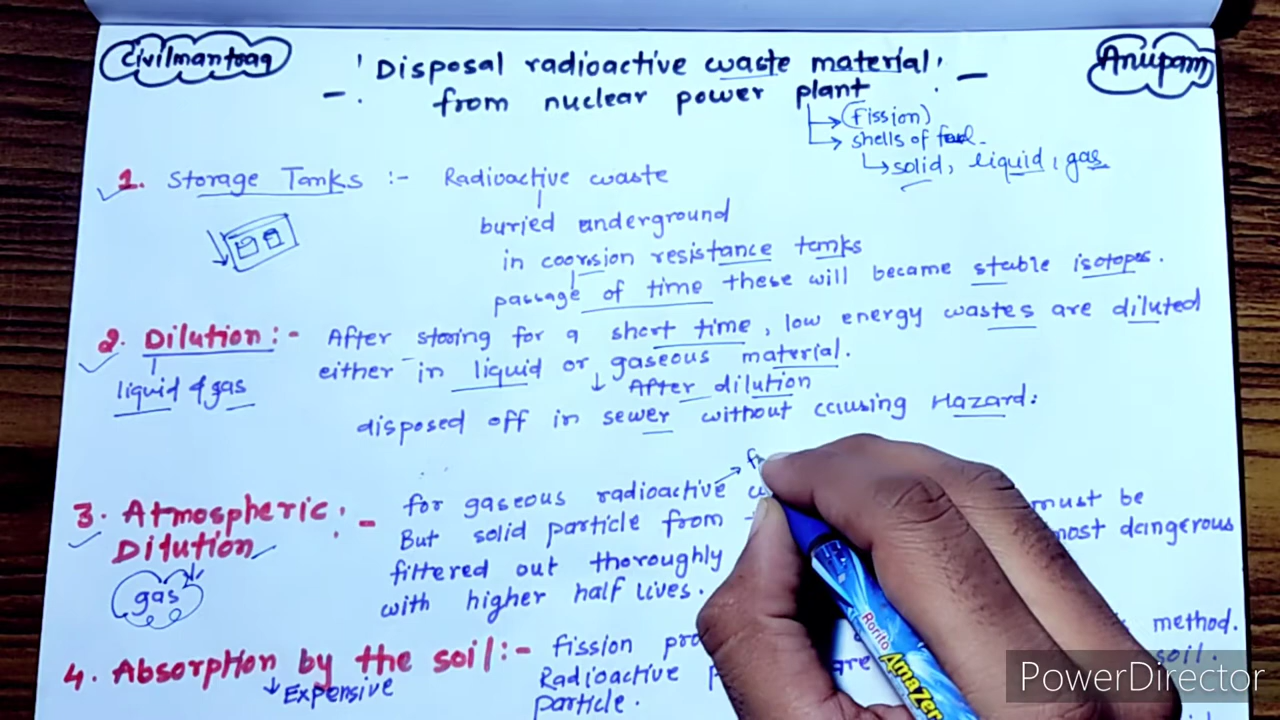 Civilmantraa
'Disposal radioactive waste material'
from nuclear power plant
Anupam
(Fission)
shells of fuel.
solid, liquid, gas
1. Storage Tanks :- Radioactive waste
buried underground
in coorsion resistance tanks
passage of time these will became stable isotopes.
2. Dilution :- After storing for a short time, low energy wastes are diluted
either in liquid or gaseous material.
liquid & gas
After dilution
disposed off in sewer without causing Hazard:
3. Atmospheric :- for gaseous radioactive
Dilution
But solid particle from must be
filtered out thoroughly most dangerous
with higher half lives.
gas
4. Absorption by the soil :- fission method.
Expensive
Radioactive are soil.
particle.
Rorito AmaZer
PowerDirector